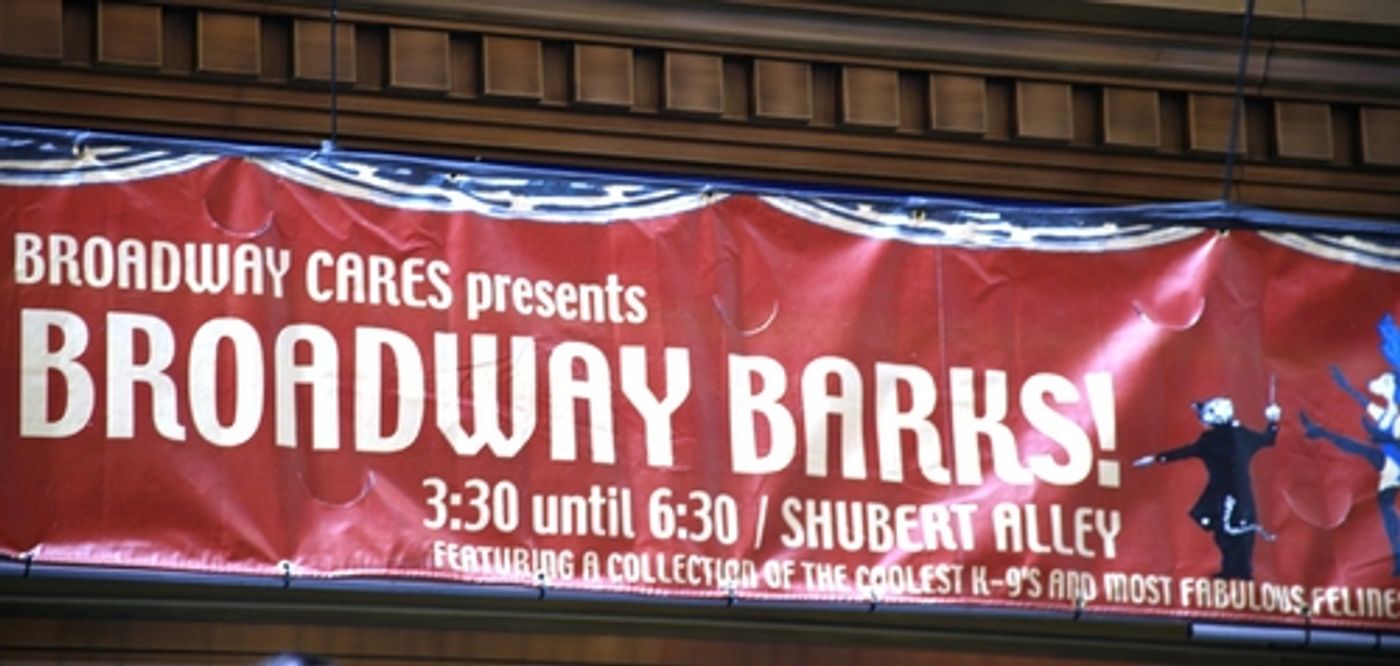 BROADWAY CARES presents
BROADWAY BARKS!
3:30 until 6:30 / SHUBERT ALLEY
FEATURING A COLLECTION OF THE COOLEST K-9'S AND MOST FABULOUS FELINE